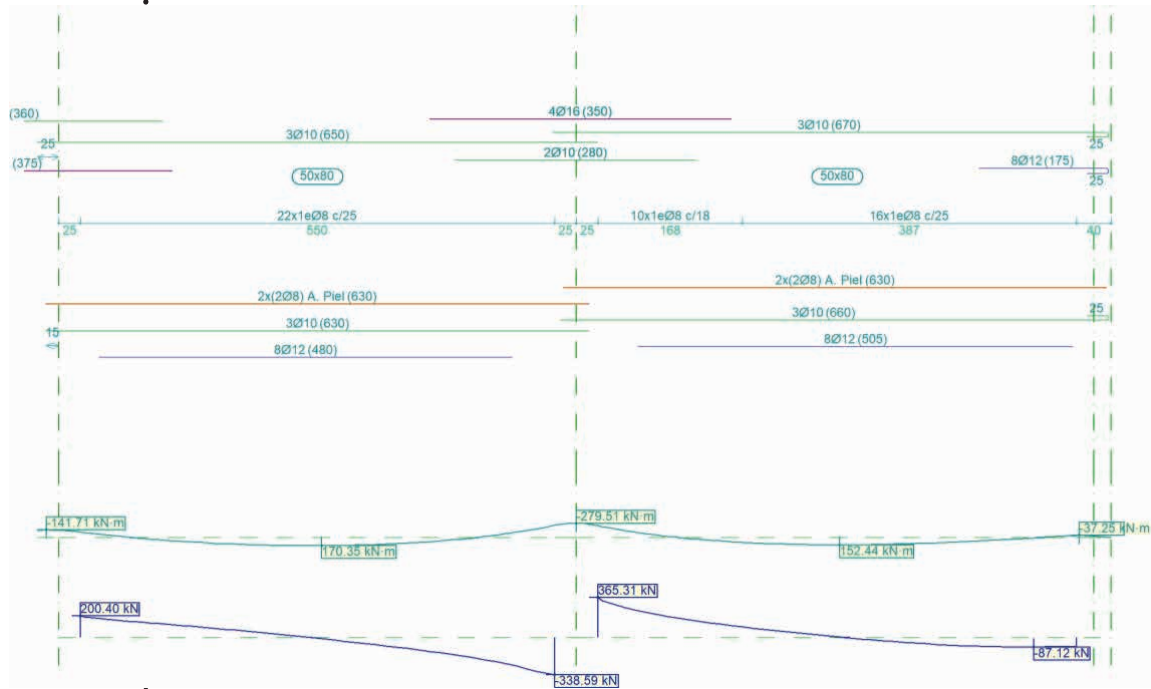 (360)
4Ø16 (350)
3Ø10 (650)
3Ø10 (670)
25
25
2Ø10 (280)
(375)
8Ø12 (175)
50x80
50x80
25
22x1eØ8 c/25
10x1eØ8 c/18
16x1eØ8 c/25
25
550
25
25
168
387
40
2x(2Ø8) A. Piel (630)
2x(2Ø8) A. Piel (630)
25
3Ø10 (660)
3Ø10 (630)
15
8Ø12 (505)
8Ø12 (480)
-279.51 kN·m
-141.71 kN·m
-37.25 kN·m
170.35 kN·m
152.44 kN·m
365.31 kN
200.40 kN
-87.12 kN
-338.59 kN